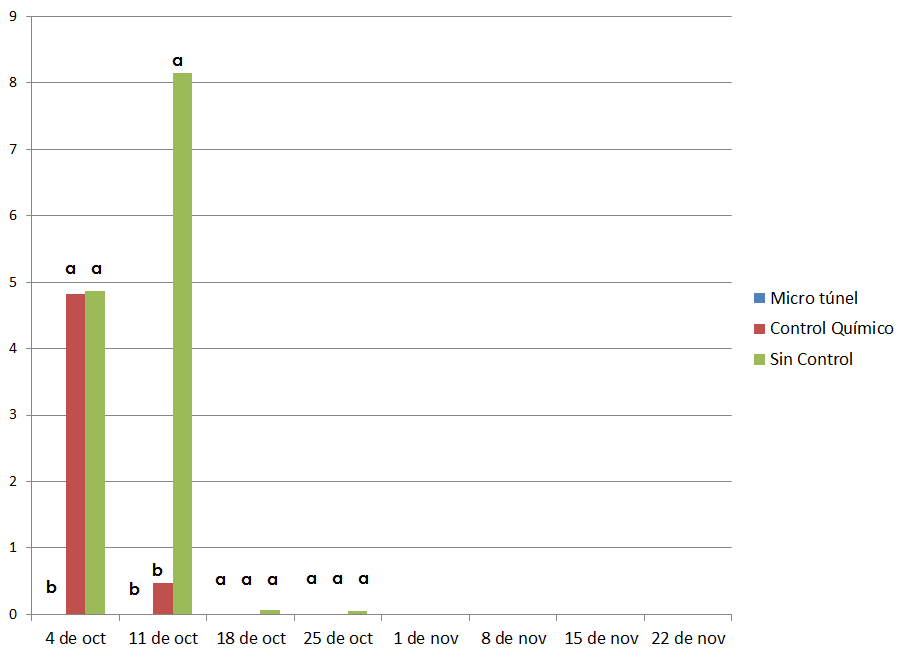 9
8
7
6
5
4
3
2
1
0
a
a a
b
b
b
a a a
a a a
4 de oct 11 de oct 18 de oct 25 de oct 1 de nov 8 de nov 15 de nov 22 de nov
Micro túnel
Control Químico
Sin Control